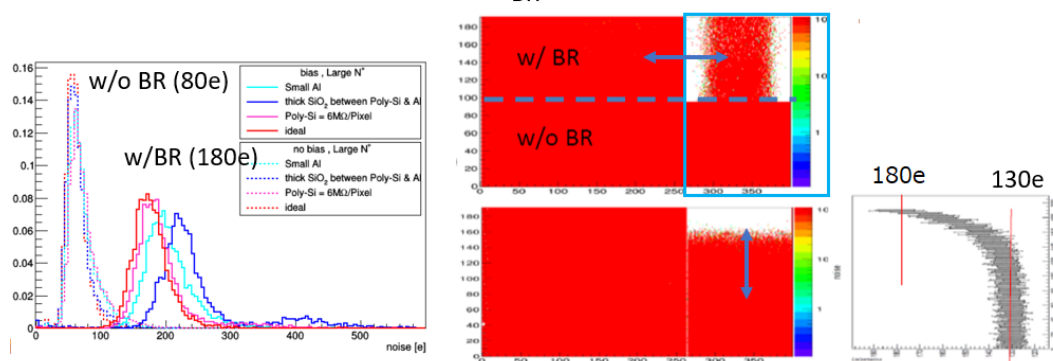 BR
0.16
0.14
0.12
0.1
0.08
0.06
0.04
0.02
0
w/o BR (80e)
w/BR (180e)
bias , Large N⁺
Small Al
thick SiO₂ between Poly-Si & Al
Poly-Si = 6MΩ/Pixel
ideal
no bias, Large N⁺
Small Al
thick SiO₂ between Poly-Si & Al
Poly-Si = 6MΩ/Pixel
ideal
0 100 200 300 400 500
noise [e]
180
160
140
120
100
80
60
40
20
0
w/ BR
w/o BR
0 50 100 150 200 250 300 350
10
1
180
160
140
120
100
80
60
40
20
0
0 50 100 150 200 250 300 350
10
1
180e
130e